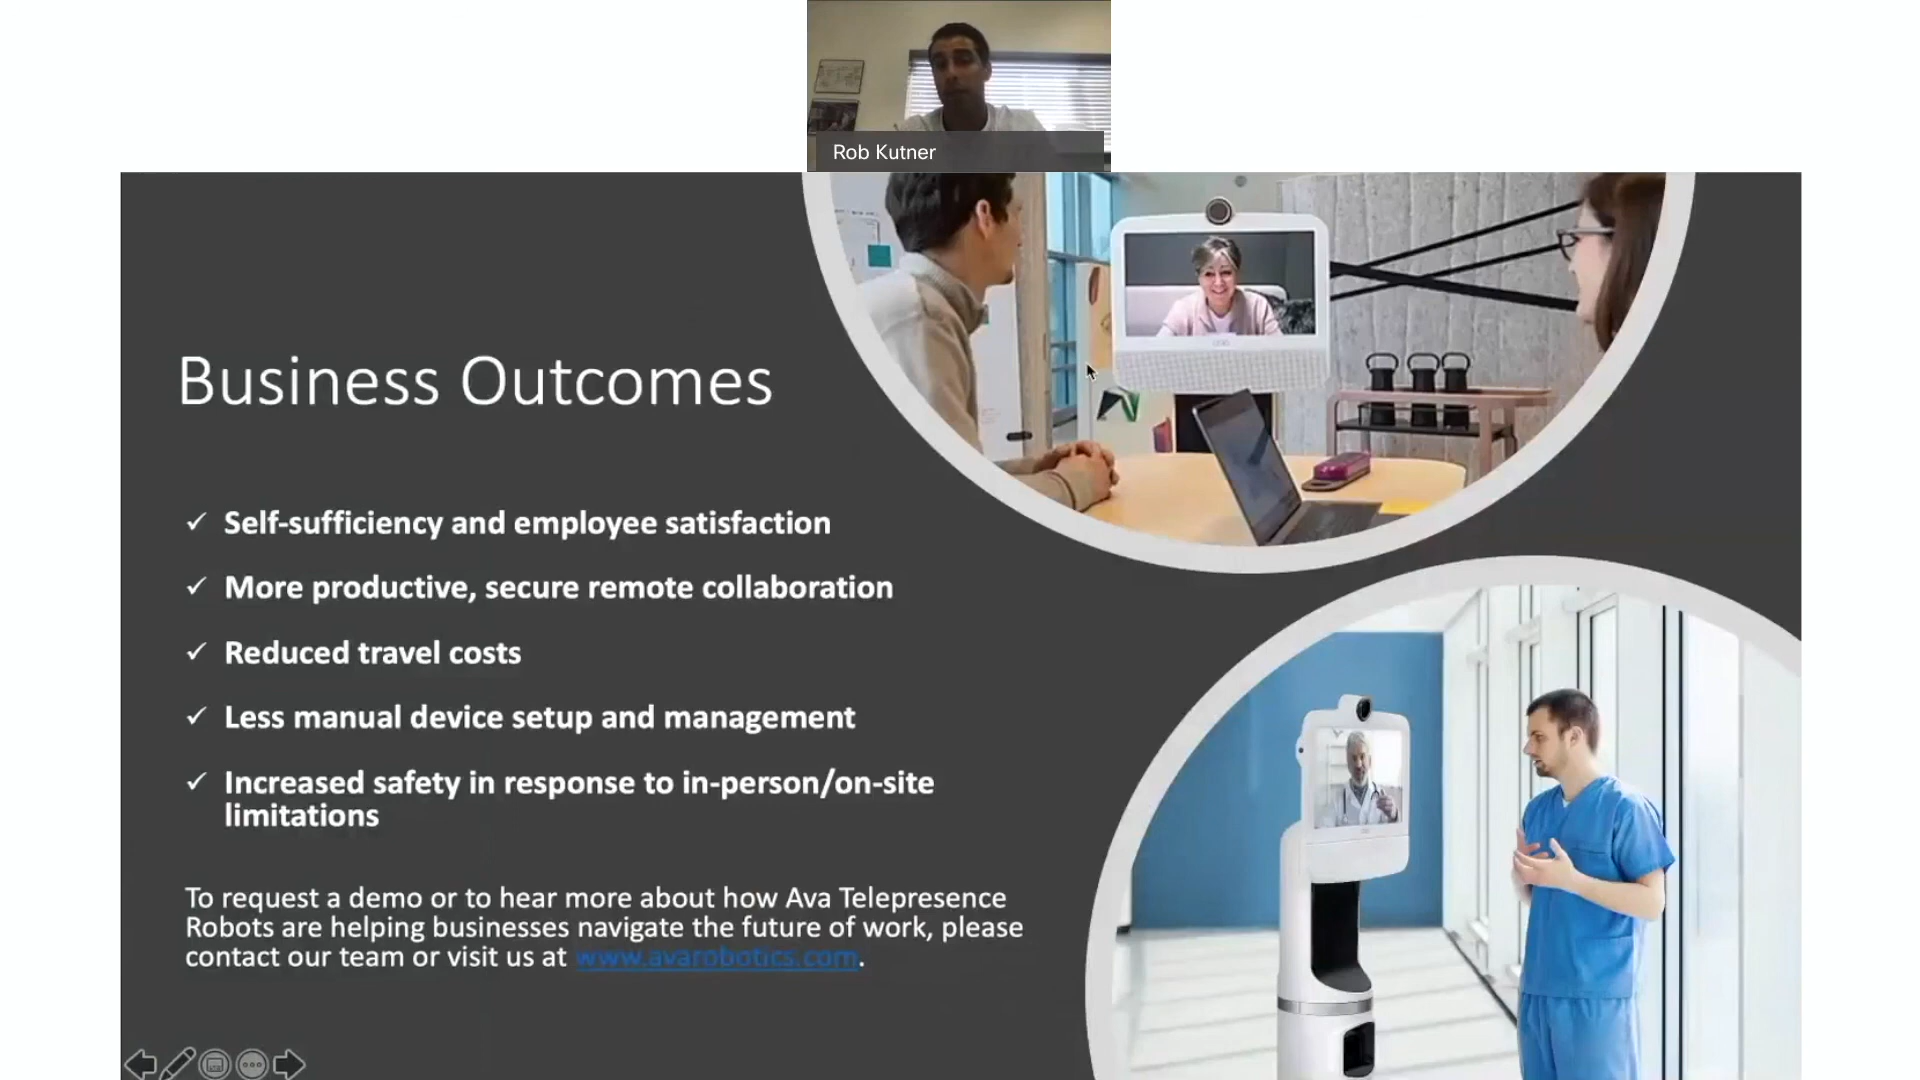 Rob Kutner
Business Outcomes
✓ Self-sufficiency and employee satisfaction
✓ More productive, secure remote collaboration
✓ Reduced travel costs
✓ Less manual device setup and management
✓ Increased safety in response to in-person/on-site
limitations
To request a demo or to hear more about how Ava Telepresence
Robots are helping businesses navigate the future of work, please
contact our team or visit us at www.avarobotics.com.